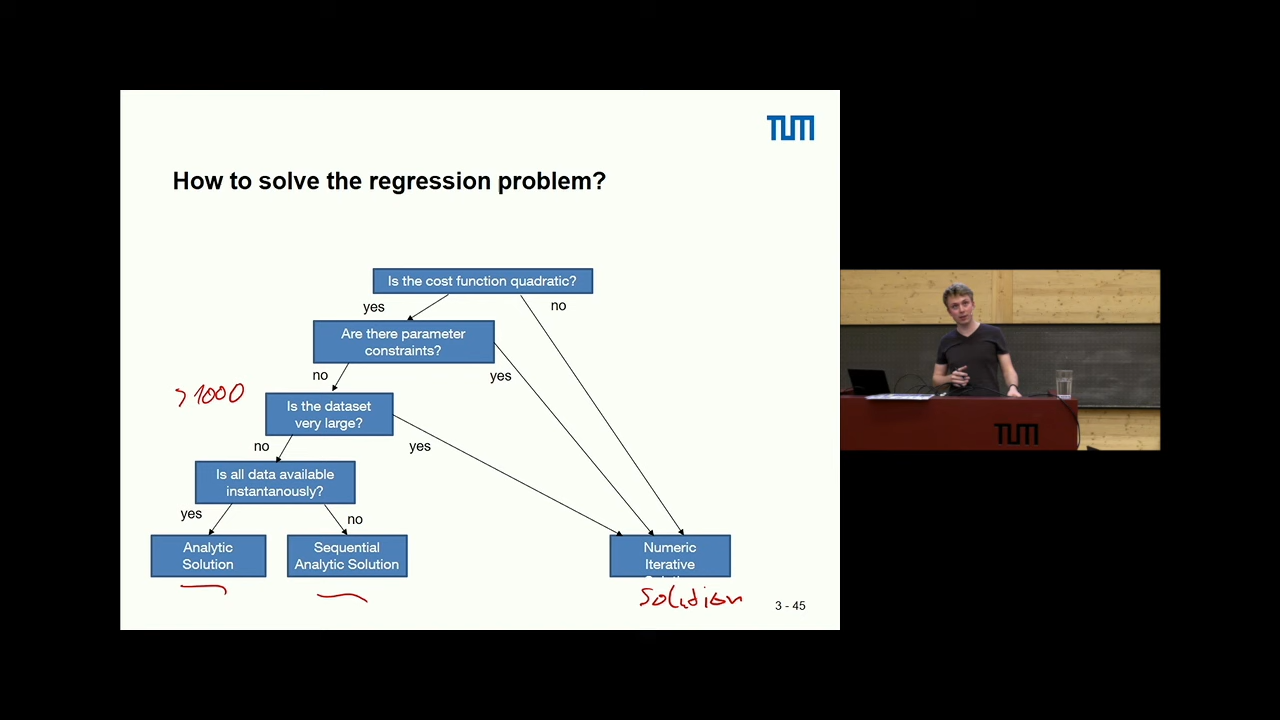 TUM
How to solve the regression problem?
Is the cost function quadratic?
yes
no
Are there parameter
constraints?
no
yes
>1000
Is the dataset
very large?
no
yes
Is all data available
instantanously?
yes
no
Analytic
Solution
Sequential
Analytic Solution
Numeric
Iterative
Solution
3 - 45
TUM